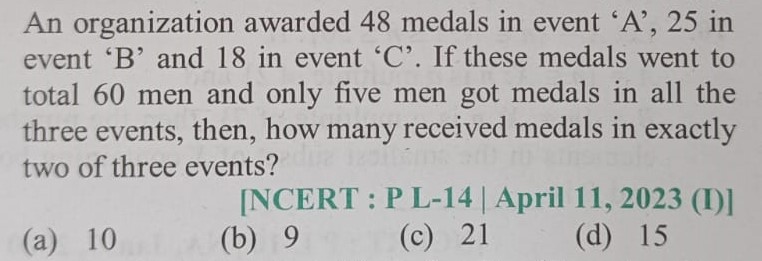 An organization awarded 48 medals in event ‘A’, 25 in
event ‘B’ and 18 in event ‘C’. If these medals went to
total 60 men and only five men got medals in all the
three events, then, how many received medals in exactly
two of three events?
[NCERT : P L-14 | April 11, 2023 (I)]
(a) 10 (b) 9 (c) 21 (d) 15